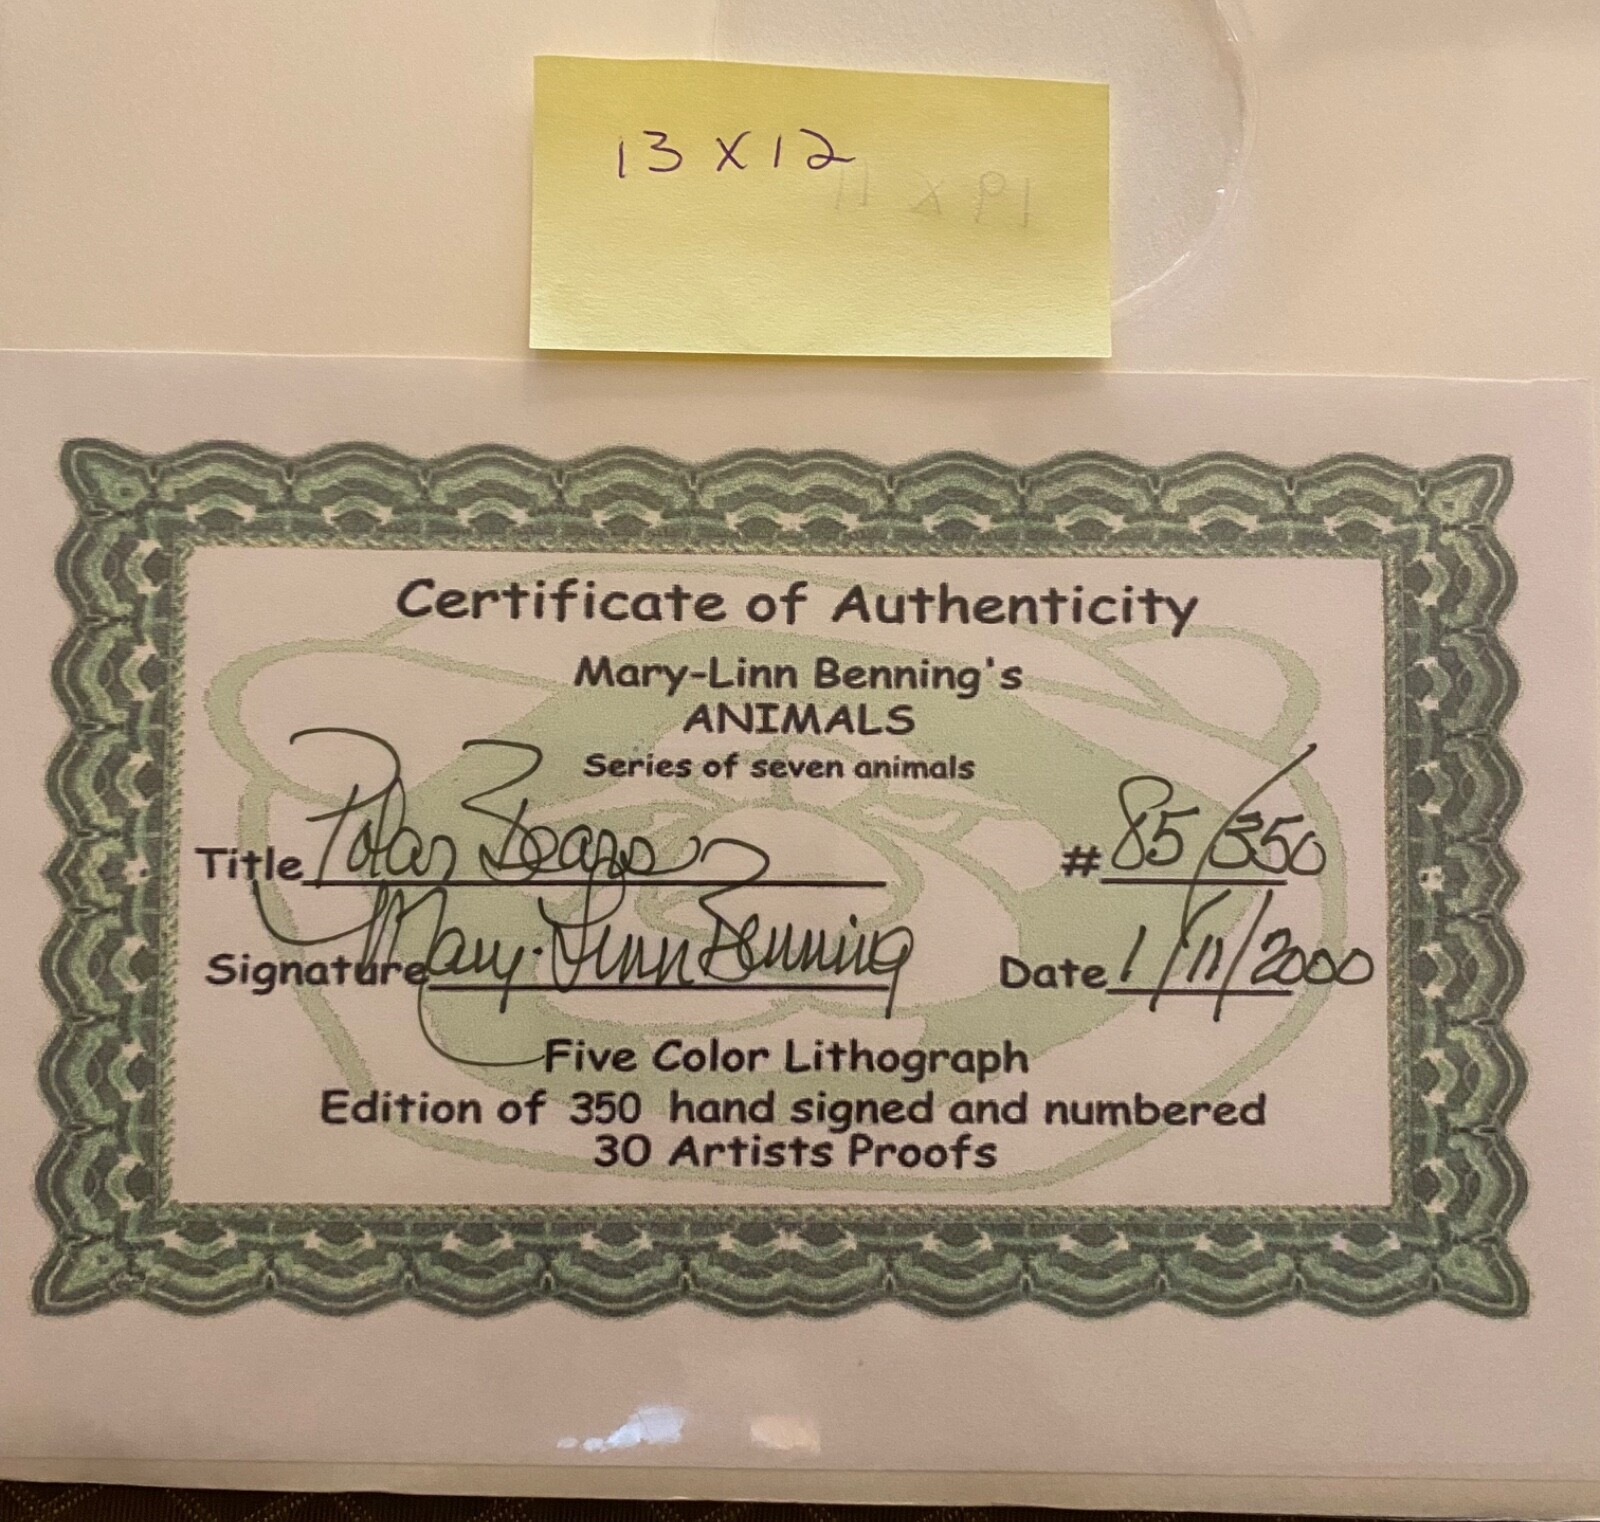 13 x 12
Certificate of Authenticity
Mary-Linn Benning's
ANIMALS
Series of seven animals
Title Polar Bears # 85/350
Signature Mary-Linn Benning Date 1/11/2000
Five Color Lithograph
Edition of 350 hand signed and numbered
30 Artists Proofs